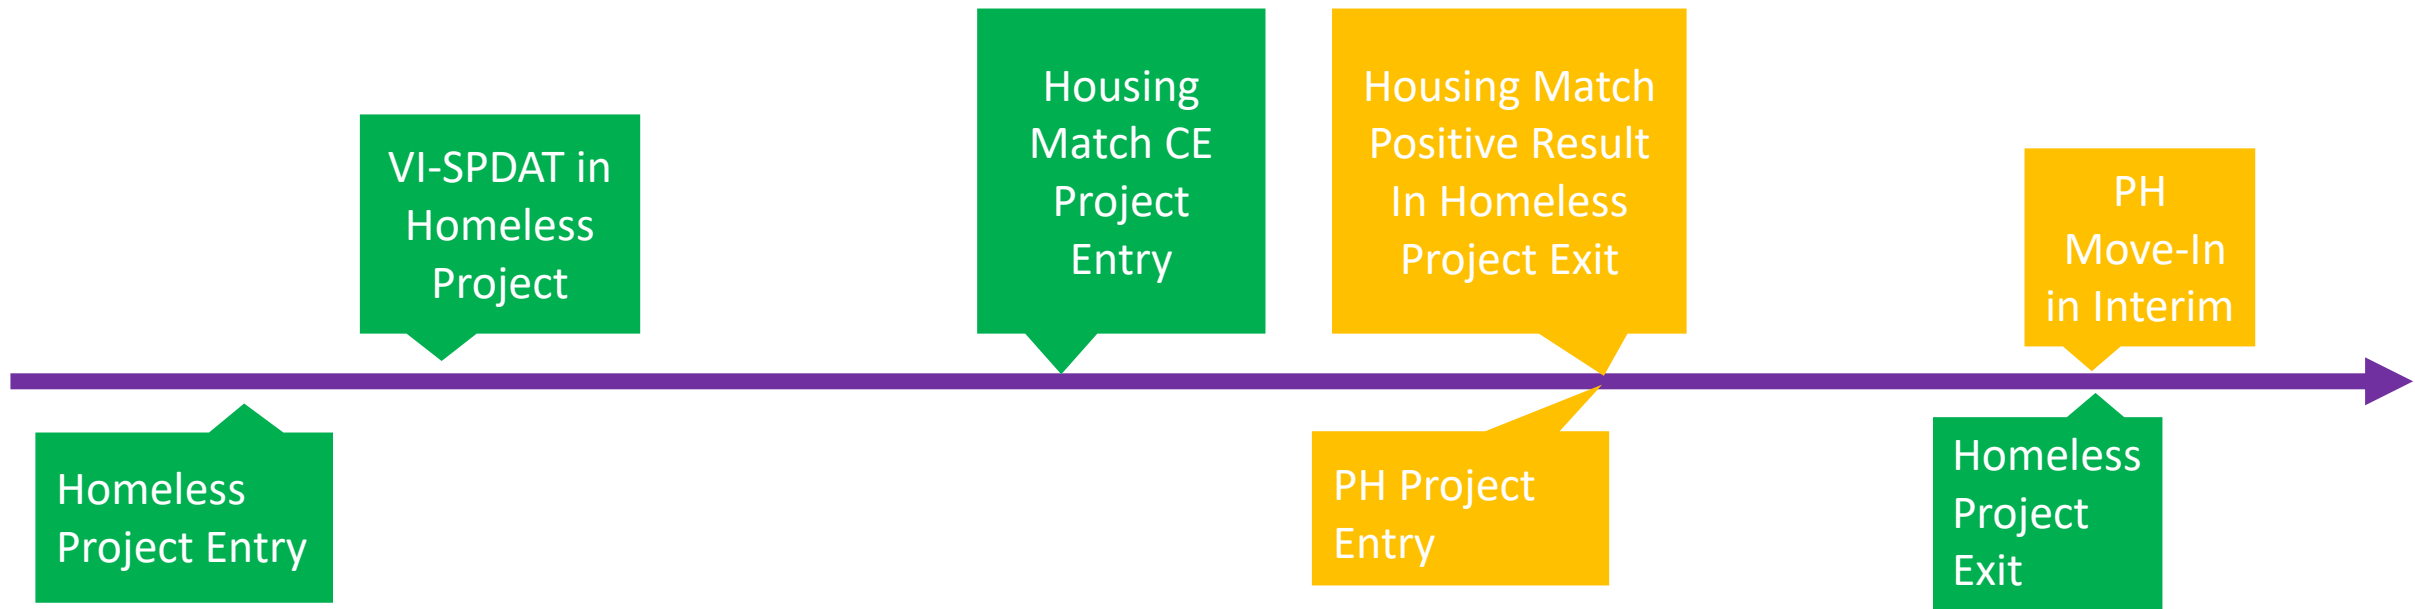 VI-SPDAT in
Homeless
Project
Housing
Match CE
Project
Entry
Housing Match
Positive Result
In Homeless
Project Exit
PH
Move-In
in Interim
Homeless
Project Entry
PH Project
Entry
Homeless
Project
Exit